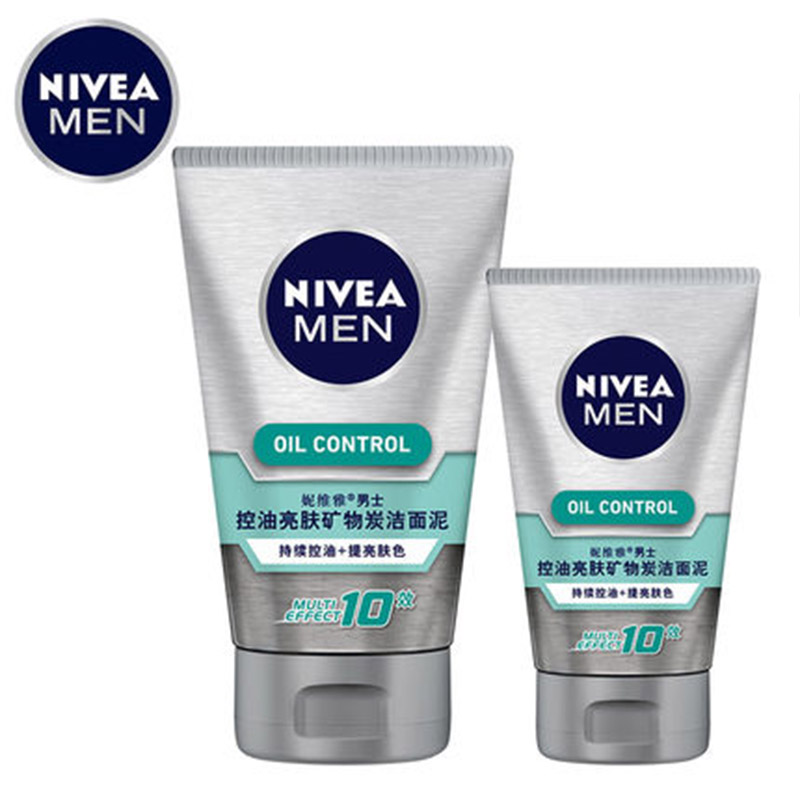 NIVEA
MEN
NIVEA
MEN
OIL CONTROL
妮维雅®男士
控油亮肤矿物炭洁面泥
持续控油+提亮肤色
MULTI
EFFECT 10效
NIVEA
MEN
OIL CONTROL
妮维雅®男士
控油亮肤矿物炭洁面泥
持续控油+提亮肤色
MULTI
EFFECT 10效